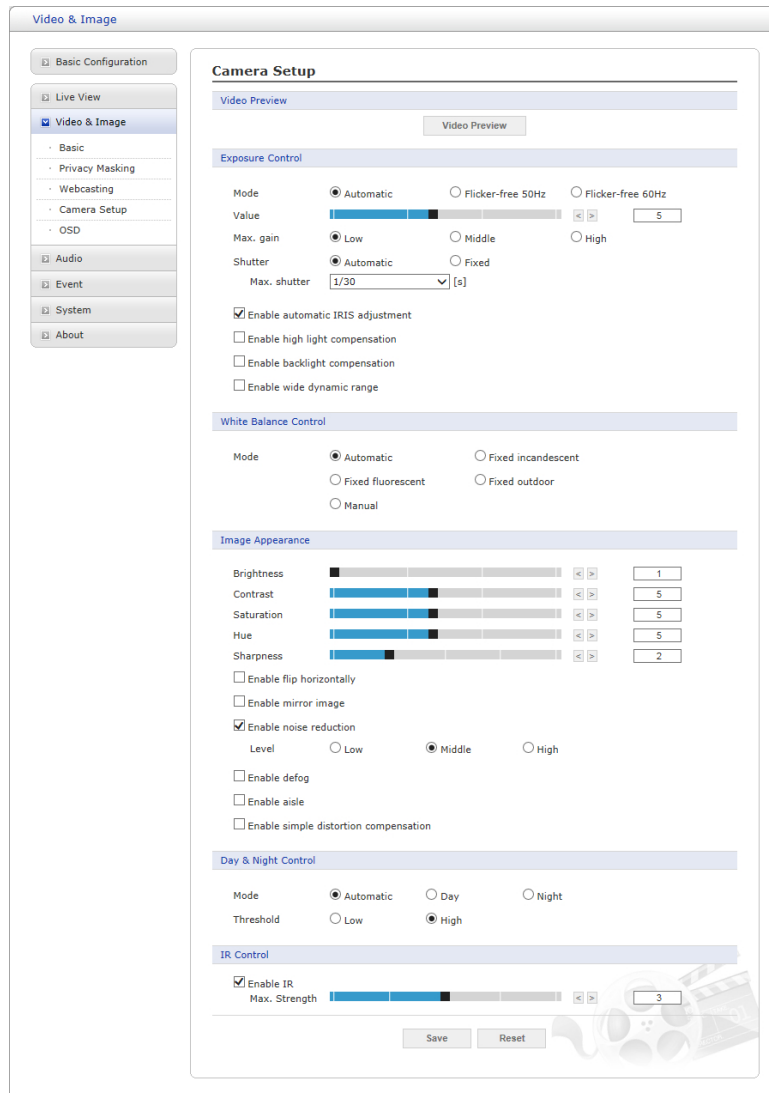 Video & Image
Basic Configuration
Live View
Video & Image
Basic
Privacy Masking
Webcasting
Camera Setup
OSD
Audio
Event
System
About
Camera Setup
Video Preview
Video Preview
Exposure Control
Mode Automatic Flicker-free 50Hz Flicker-free 60Hz
Value < > 5
Max. gain Low Middle High
Shutter Automatic Fixed
Max. shutter 1/30 [s]
Enable automatic IRIS adjustment
Enable high light compensation
Enable backlight compensation
Enable wide dynamic range
White Balance Control
Mode Automatic Fixed incandescent
Fixed fluorescent Fixed outdoor
Manual
Image Appearance
Brightness < > 1
Contrast < > 5
Saturation < > 5
Hue < > 5
Sharpness < > 2
Enable flip horizontally
Enable mirror image
Enable noise reduction
Level Low Middle High
Enable defog
Enable aisle
Enable simple distortion compensation
Day & Night Control
Mode Automatic Day Night
Threshold Low High
IR Control
Enable IR
Max. Strength < > 3
Save Reset